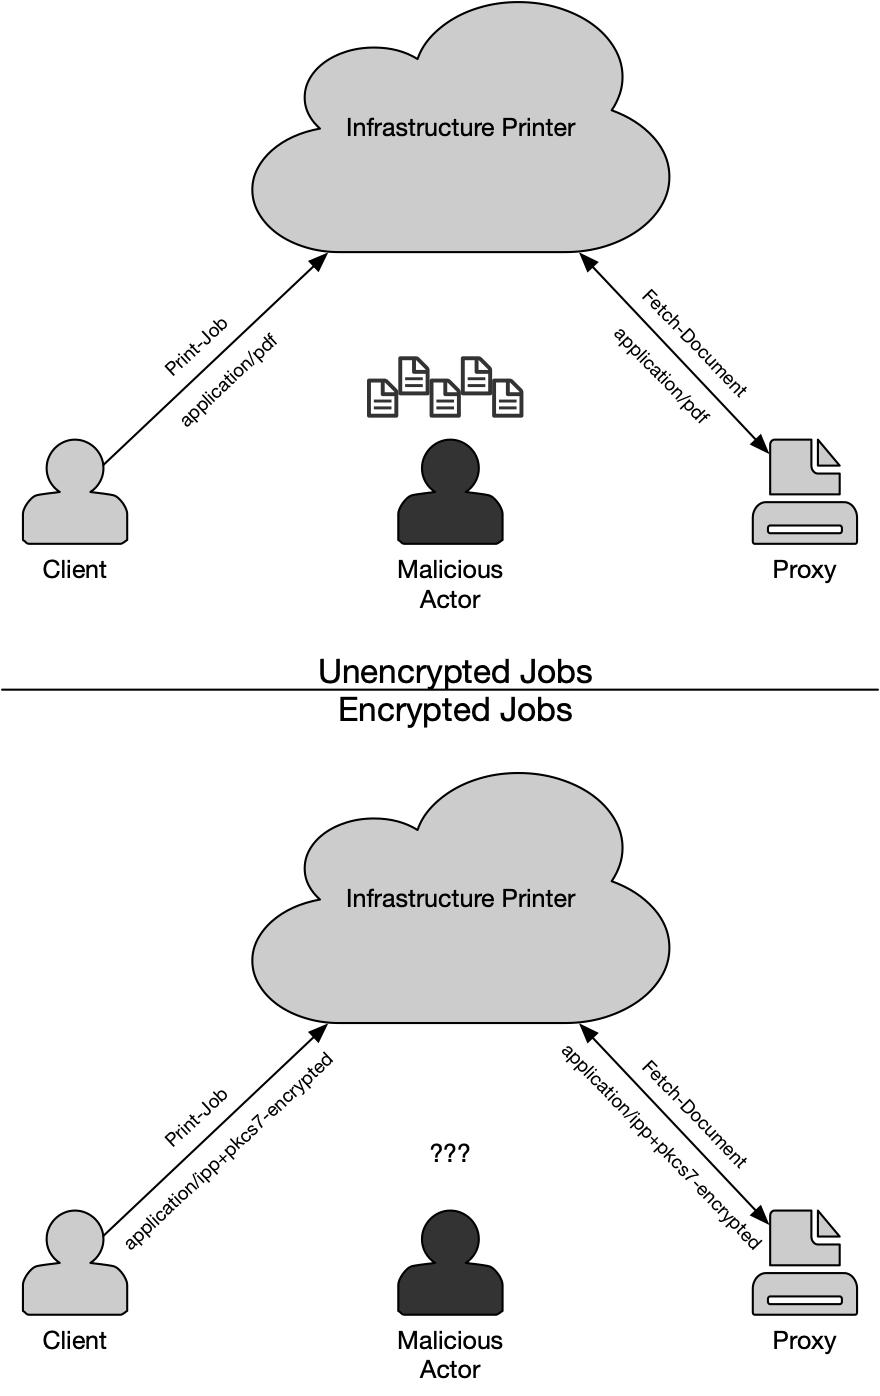 Infrastructure Printer
Print-Job
application/pdf
Fetch-Document
application/pdf
Client
Malicious
Actor
Proxy
Unencrypted Jobs
Encrypted Jobs
Infrastructure Printer
Print-Job
application/ipp+pkcs7-encrypted
Fetch-Document
application/ipp+pkcs7-encrypted
???
Client
Malicious
Actor
Proxy